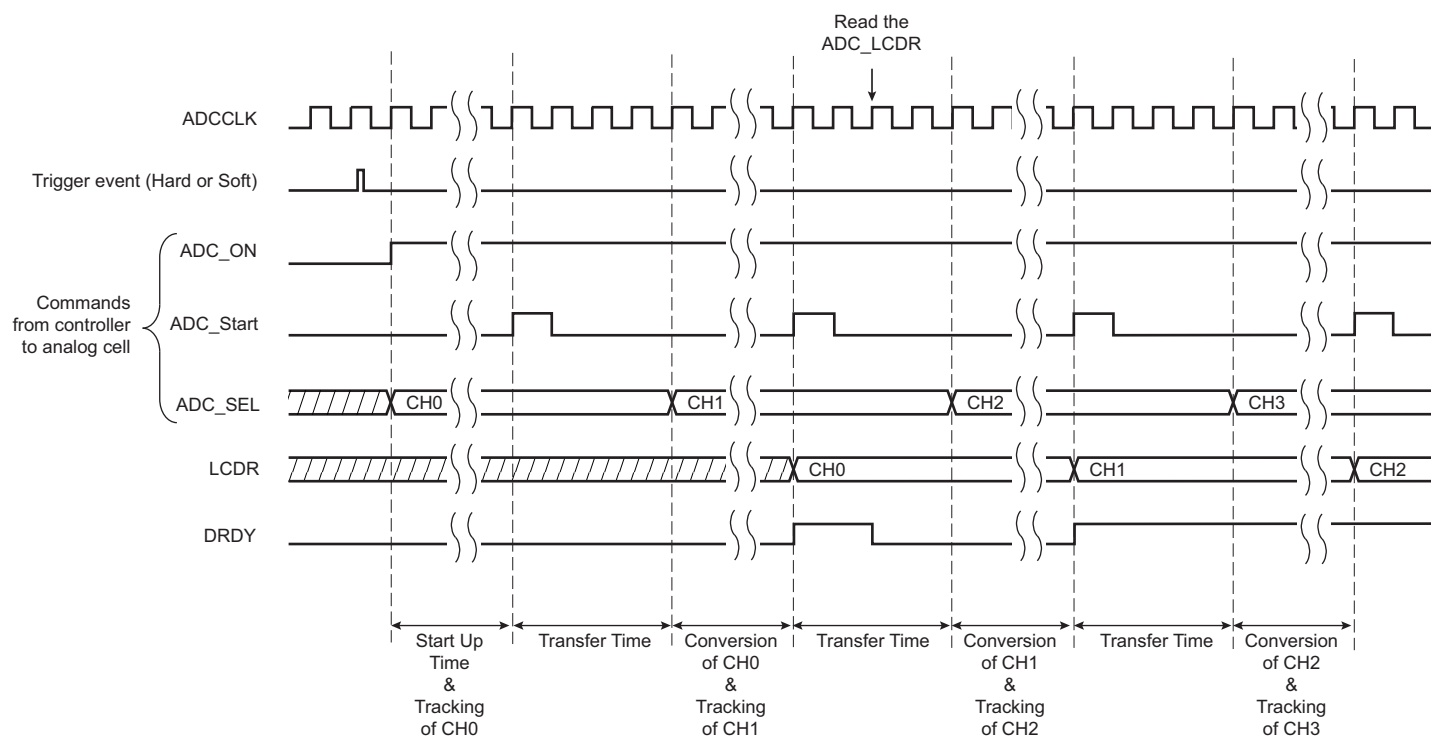 Read the
ADC_LCDR
ADCCLK
Trigger event (Hard or Soft)
ADC_ON
Commands
from controller
to analog cell
ADC_Start
ADC_SEL
CH0
CH1
CH2
CH3
LCDR
CH0
CH1
CH2
DRDY
Start Up
Time
&
Tracking
of CH0
Transfer Time
Conversion
of CH0
&
Tracking
of CH1
Transfer Time
Conversion
of CH1
&
Tracking
of CH2
Transfer Time
Conversion
of CH2
&
Tracking
of CH3